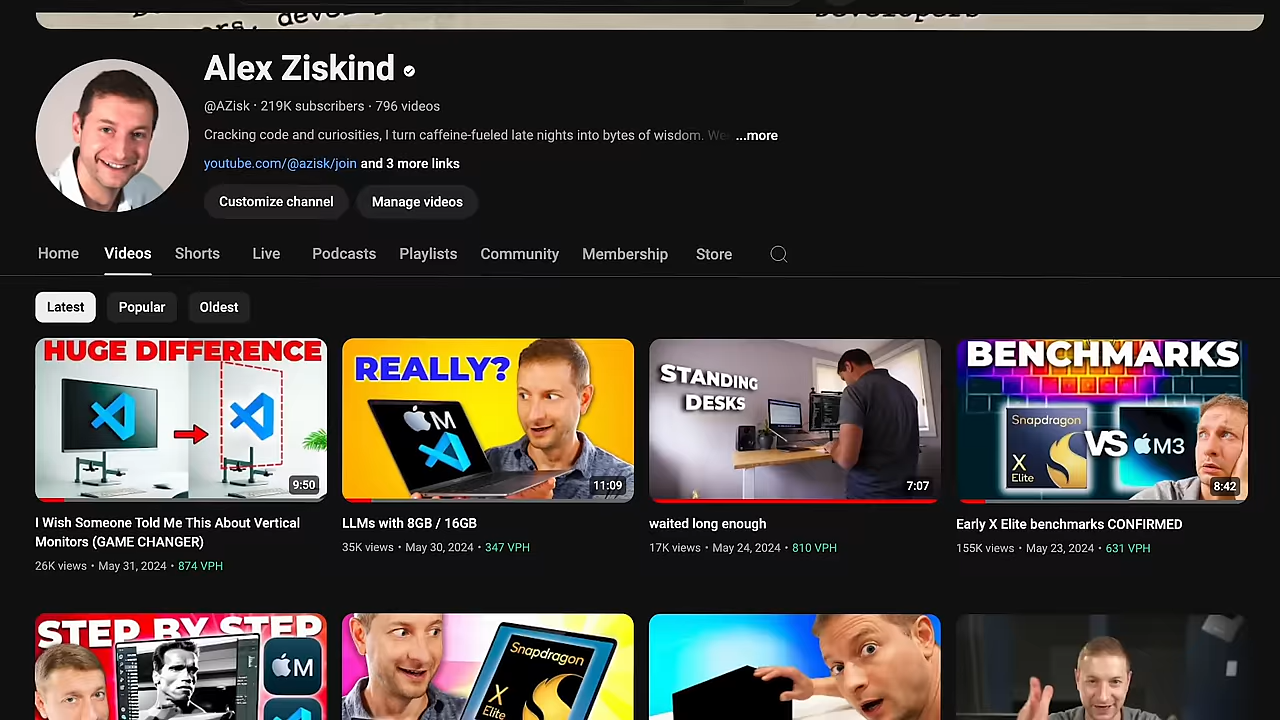 Alex Ziskind
@AZisk · 219K subscribers · 796 videos
Cracking code and curiosities, I turn caffeine-fueled late nights into bytes of wisdom. We ...more
youtube.com/@azisk/join and 3 more links
Customize channel Manage videos
Home Videos Shorts Live Podcasts Playlists Community Membership Store
Latest Popular Oldest
HUGE DIFFERENCE
9:50
REALLY?
M
11:09
STANDING
DESKS
7:07
BENCHMARKS
Snapdragon
X
Elite
VS
M3
8:42
I Wish Someone Told Me This About Vertical
Monitors (GAME CHANGER)
26K views • May 31, 2024 • 874 VPH
LLMs with 8GB / 16GB
35K views • May 30, 2024 • 347 VPH
waited long enough
17K views • May 24, 2024 • 810 VPH
Early X Elite benchmarks CONFIRMED
155K views • May 23, 2024 • 631 VPH
STEP BY STEP
M
Snapdragon
X
Elite